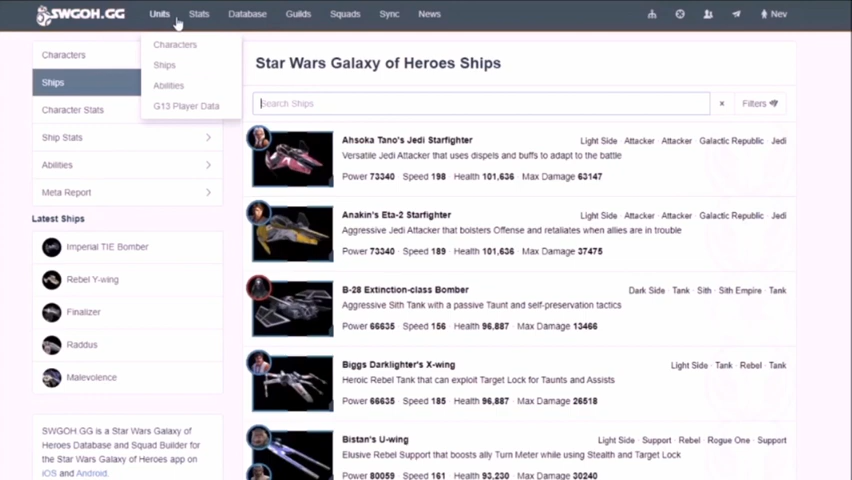 SWGOH.GG
Units Stats Database Guilds Squads Sync News Nev
Characters
Ships
Abilities
G13 Player Data
Characters
Ships
Character Stats
Ship Stats
Abilities
Meta Report
Latest Ships
Imperial TIE Bomber
Rebel Y-wing
Finalizer
Raddus
Malevolence
SWGOH.GG is a Star Wars Galaxy of
Heroes Database and Squad Builder for
the Star Wars Galaxy of Heroes app on
iOS and Android.
Star Wars Galaxy of Heroes Ships
Search Ships × Filters
Ahsoka Tano's Jedi Starfighter Light Side · Attacker · Attacker · Galactic Republic · Jedi
Versatile Jedi Attacker that uses dispels and buffs to adapt to the battle
Power 73340 · Speed 198 · Health 101,636 · Max Damage 63147
Anakin's Eta-2 Starfighter Light Side · Attacker · Attacker · Galactic Republic · Jedi
Aggressive Jedi Attacker that bolsters Offense and retaliates when allies are in trouble
Power 73340 · Speed 189 · Health 101,636 · Max Damage 37475
B-28 Extinction-class Bomber Dark Side · Tank · Sith · Sith Empire · Tank
Aggressive Sith Tank with a passive Taunt and self-preservation tactics
Power 66635 · Speed 156 · Health 96,887 · Max Damage 13466
Biggs Darklighter's X-wing Light Side · Tank · Rebel · Tank
Heroic Rebel Tank that can exploit Target Lock for Taunts and Assists
Power 66635 · Speed 185 · Health 96,887 · Max Damage 26518
Bistan's U-wing Light Side · Support · Rebel · Rogue One · Support
Elusive Rebel Support that boosts ally Turn Meter while using Stealth and Target Lock
Power 80059 · Speed 161 · Health 93,230 · Max Damage 30240